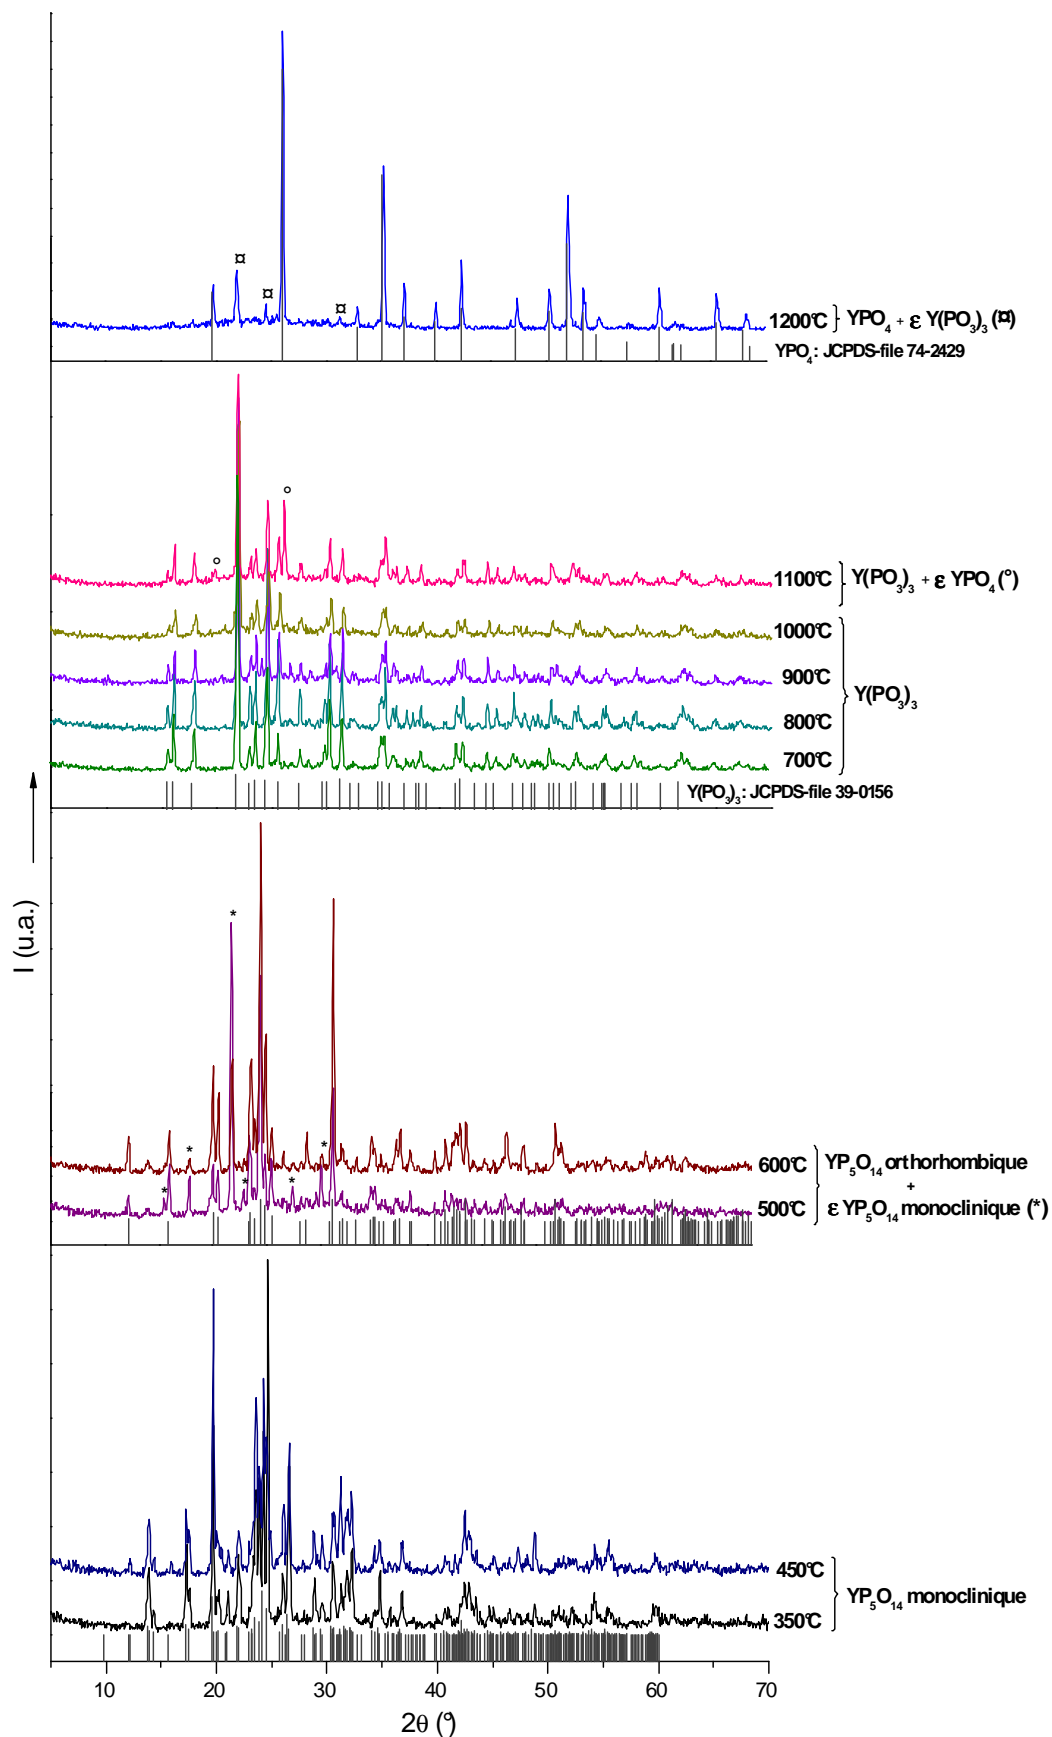 ¤
¤
¤
1200°C } YPO4 + ε Y(PO3)3 (¤)
YPO4: JCPDS-file 74-2429
°
°
1100°C } Y(PO3)3 + ε YPO4 (°)
1000°C
900°C
Y(PO3)3
800°C
700°C
Y(PO3)3: JCPDS-file 39-0156
I (u.a.)
*
*
*
*
*
*
600°C
YP5O14 orthorhombique
+
500°C
ε YP5O14 monoclinique (*)
450°C
YP5O14 monoclinique
350°C
10 20 30 40 50 60 70
2θ (°)